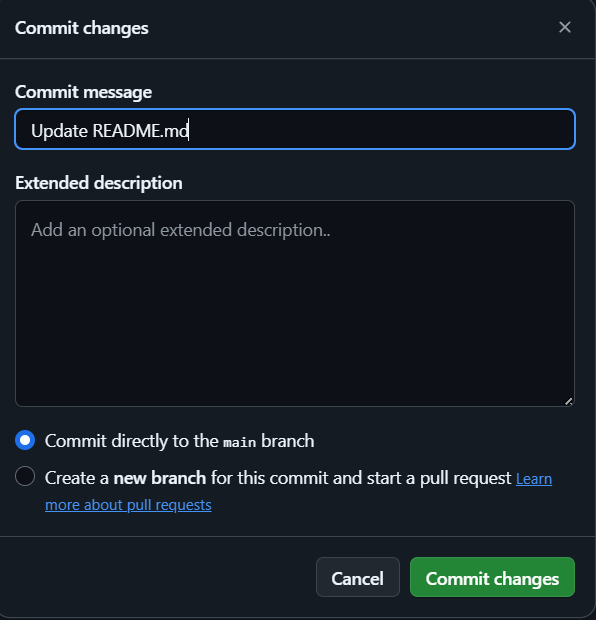 Commit changes
Commit message
Update README.md
Extended description
Add an optional extended description..
Commit directly to the main branch
Create a new branch for this commit and start a pull request Learn
more about pull requests
Cancel
Commit changes